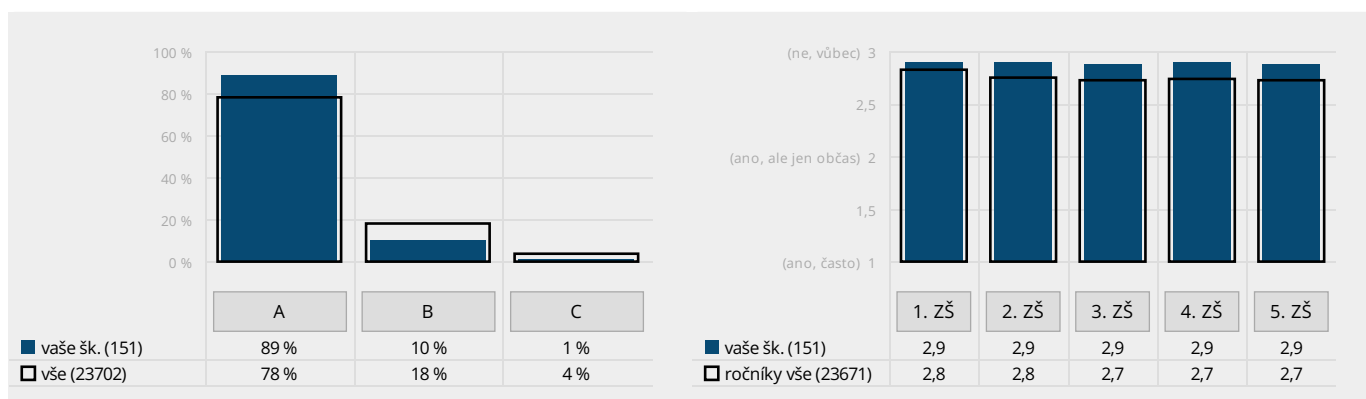 100 %
80 %
60 %
40 %
20 %
0 %
A B C
vaše šk. (151) 89 % 10 % 1 %
vše (23702) 78 % 18 % 4 %
(ne, vůbec) 3
2,5
(ano, ale jen občas) 2
1,5
(ano, často) 1
1. ZŠ 2. ZŠ 3. ZŠ 4. ZŠ 5. ZŠ
vaše šk. (151) 2,9 2,9 2,9 2,9 2,9
ročníky vše (23671) 2,8 2,8 2,7 2,7 2,7